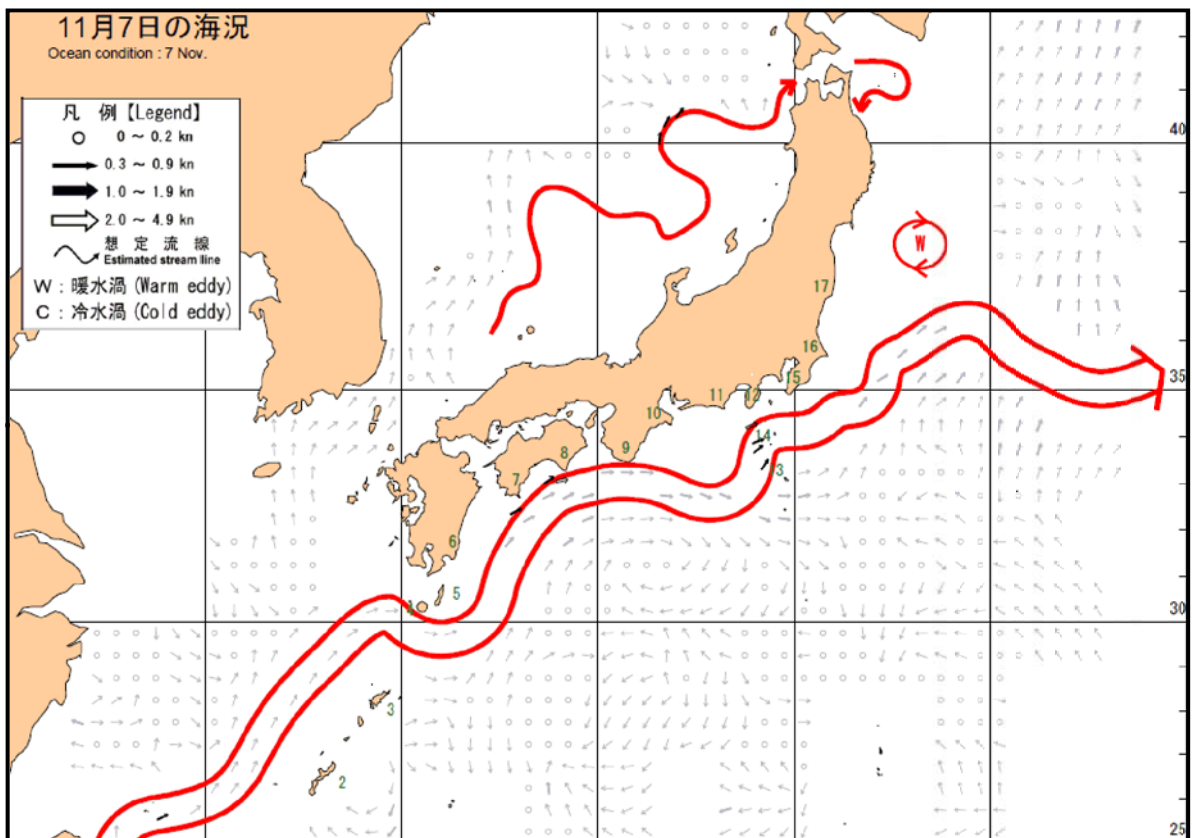 11月7日の海況
Ocean condition : 7 Nov.
凡 例【Legend】
0 ～ 0.2 kn
0.3 ～ 0.9 kn
1.0 ～ 1.9 kn
2.0 ～ 4.9 kn
想 定 流 線
Estimated stream line
W : 暖水渦 (Warm eddy)
C : 冷水渦 (Cold eddy)
40
W
17
16
35
15
12
11
10
14
9
8
7
6
5
30
3
2
25